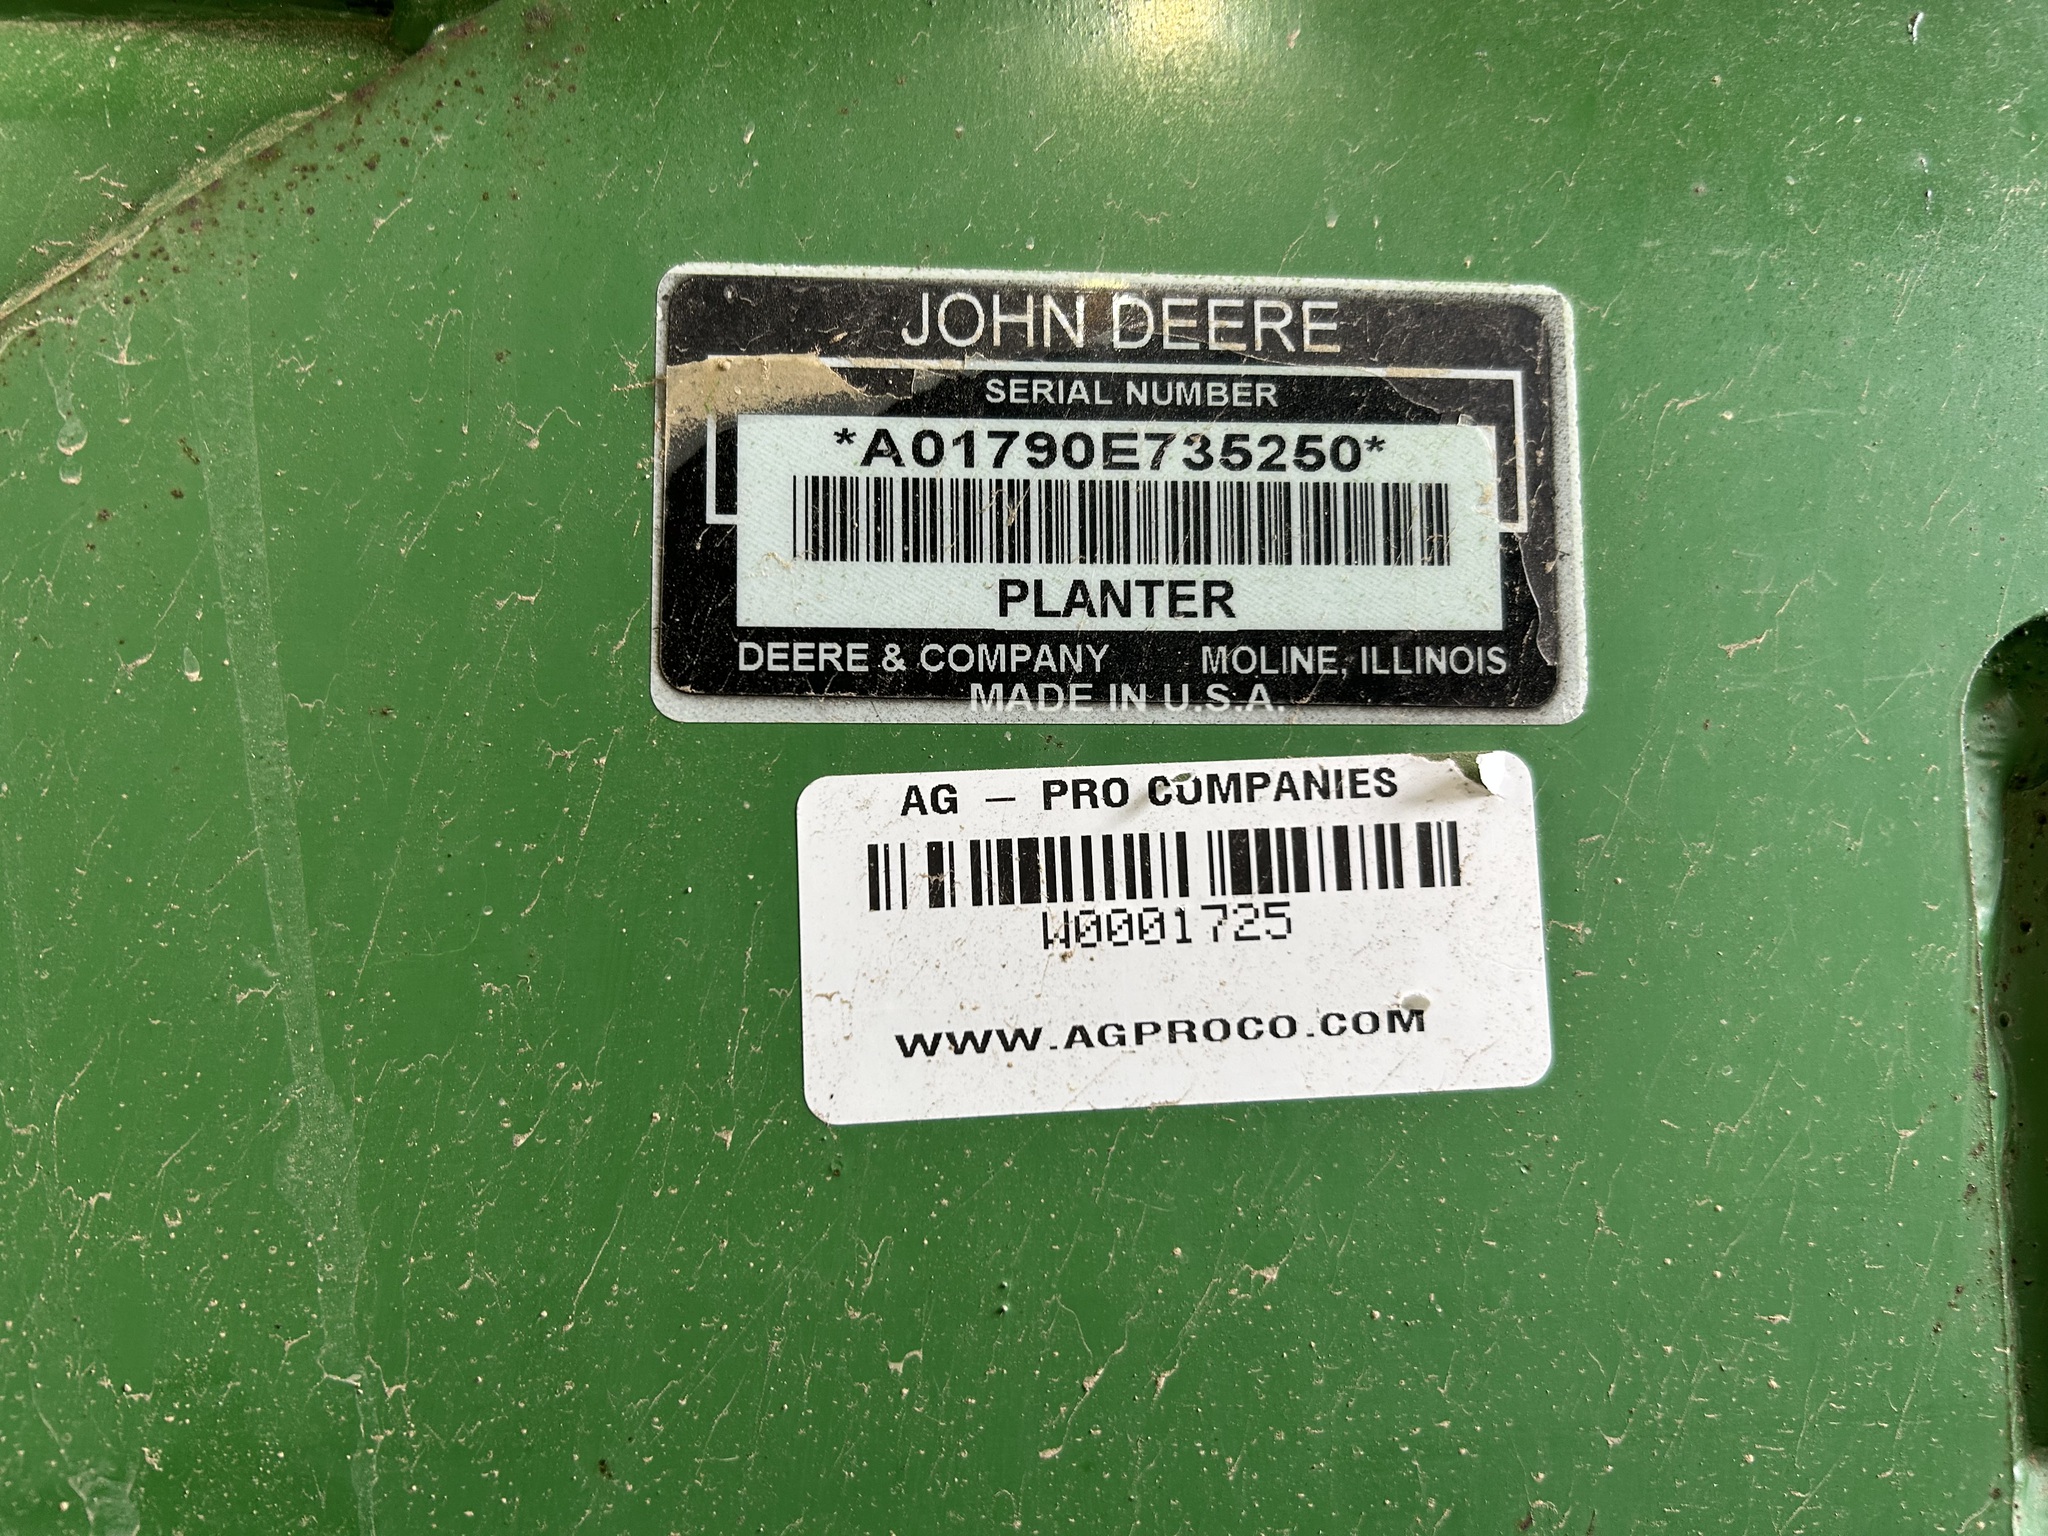 JOHN DEERE
SERIAL NUMBER
*A01790E735250*
PLANTER
DEERE & COMPANY MOLINE, ILLINOIS
MADE IN U.S.A.
AG - PRO COMPANIES
W0001725
WWW.AGPROCO.COM